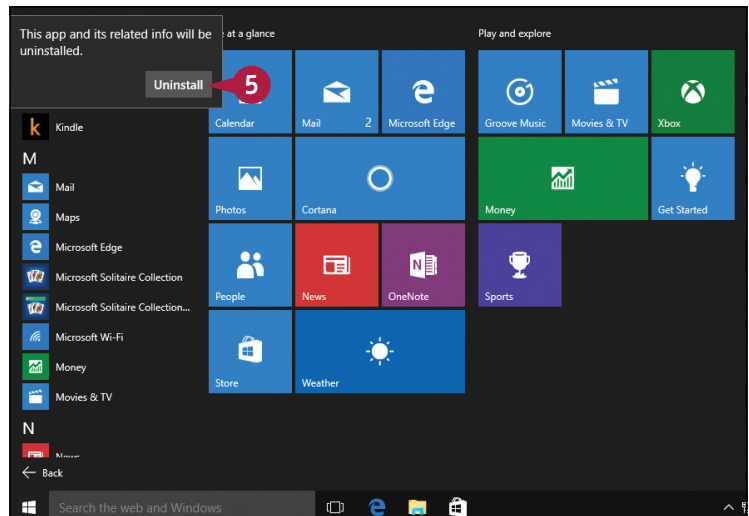 This app and its related info will be
uninstalled.
Uninstall
5
at a glance
Play and explore
Calendar
Mail 2
Microsoft Edge
Groove Music
Movies & TV
Xbox
Photos
Cortana
Money
Get Started
People
News
OneNote
Sports
Store
Weather
k Kindle
M
Mail
Maps
Microsoft Edge
Microsoft Solitaire Collection
Microsoft Solitaire Collection...
Microsoft Wi-Fi
Money
Movies & TV
N
News
Back
Search the web and Windows